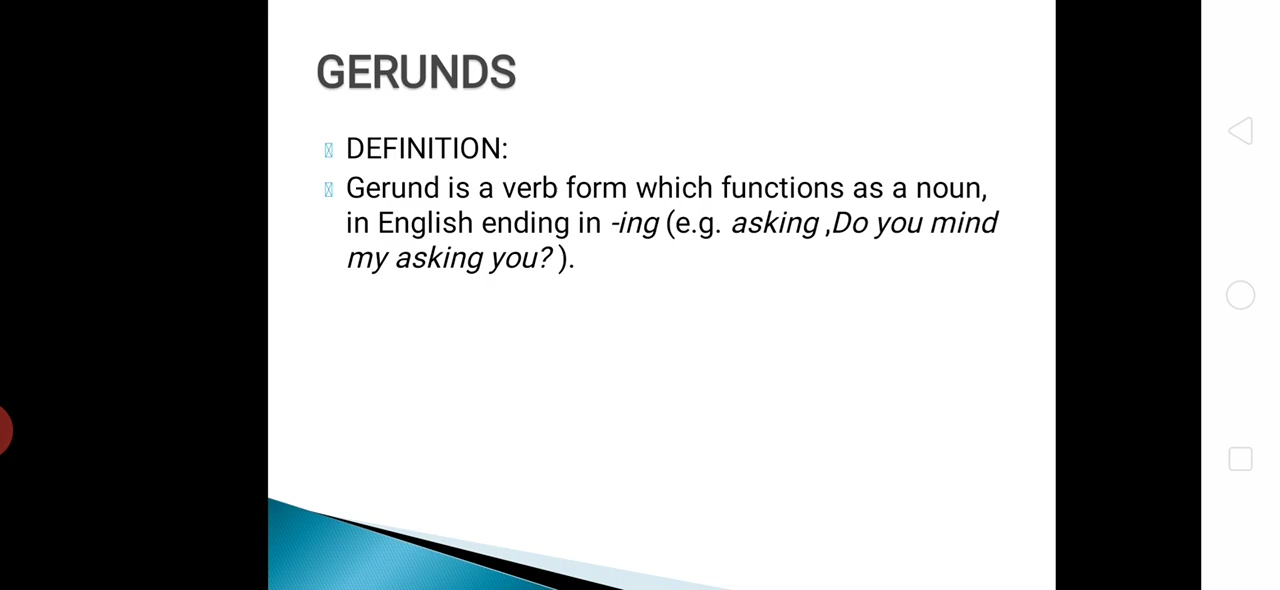 GERUNDS
DEFINITION:
Gerund is a verb form which functions as a noun,
in English ending in -ing (e.g. asking ,Do you mind
my asking you? ).